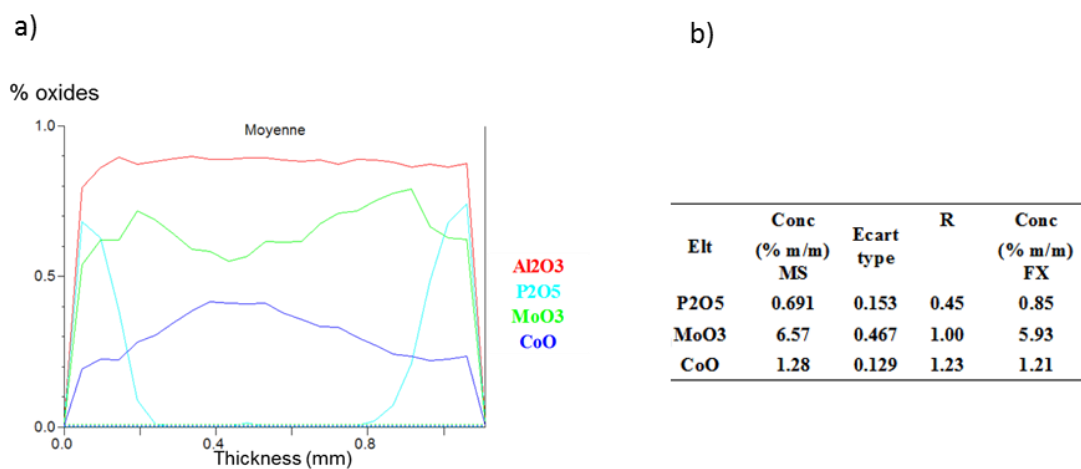 a)
% oxides
Moyenne
1.0
0.5
0.0
0.0 0.4 0.8
Thickness (mm)
Al2O3
P2O5
MoO3
CoO
b)
Elt Conc (% m/m) MS Ecart type R Conc (% m/m) FX
P2O5 0.691 0.153 0.45 0.85
MoO3 6.57 0.467 1.00 5.93
CoO 1.28 0.129 1.23 1.21